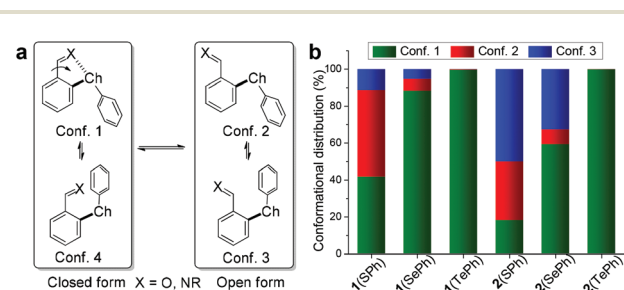 a
X
Ch
Conf. 1
X
Ch
Conf. 2
X
Ch
Conf. 4
X
Ch
Conf. 3
Closed form X = O, NR Open form
b
Conf. 1 Conf. 2 Conf. 3
Conformational distribution (%)
100
80
60
40
20
0
1(SPh) 1(SePh) 1(TePh) 2(SPh) 2(SePh) 2(TePh)